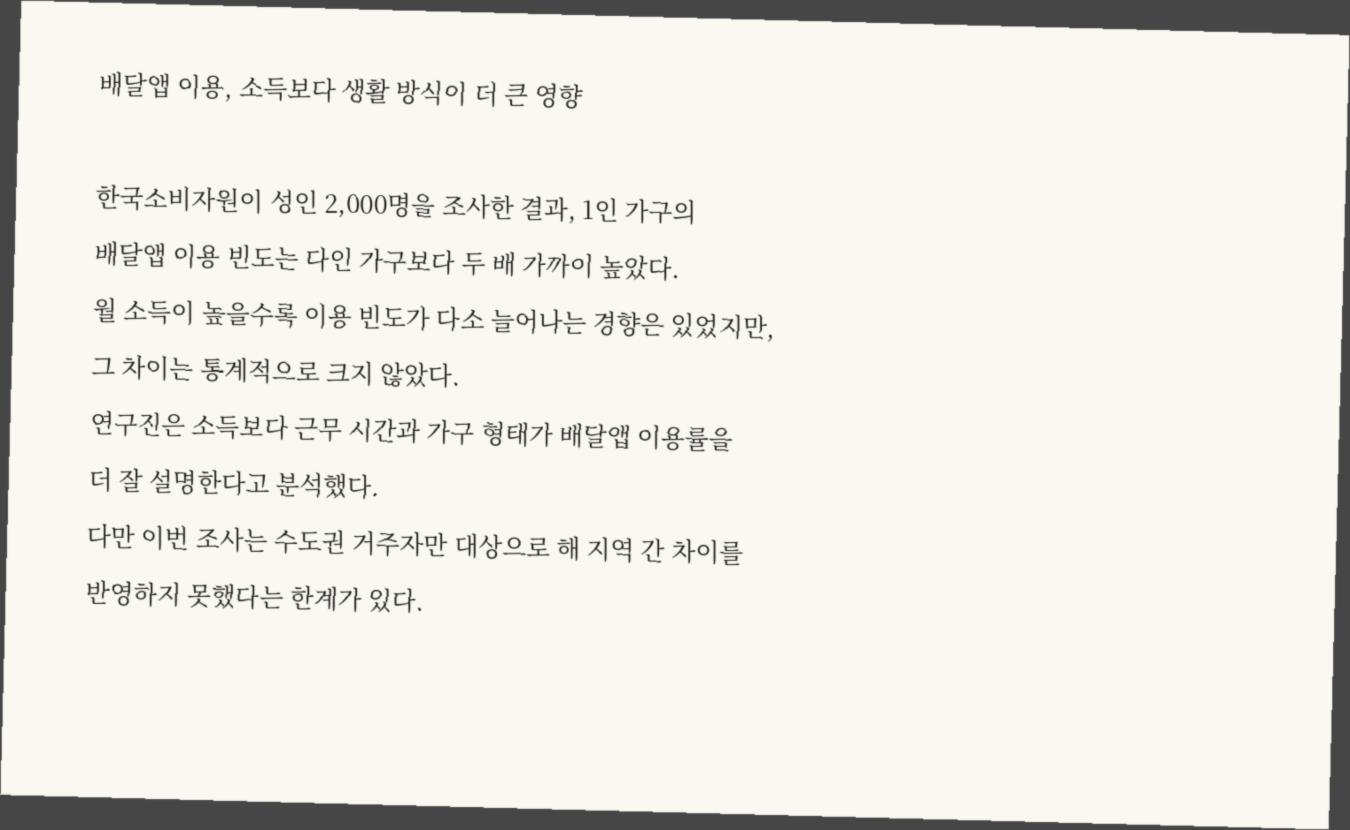 배달앱 이용, 소득보다 생활 방식이 더 큰 영향
한국소비자원이 성인 2,000명을 조사한 결과, 1인 가구의
배달앱 이용 빈도는 다인 가구보다 두 배 가까이 높았다.
월 소득이 높을수록 이용 빈도가 다소 늘어나는 경향은 있었지만,
그 차이는 통계적으로 크지 않았다.
연구진은 소득보다 근무 시간과 가구 형태가 배달앱 이용률을
더 잘 설명한다고 분석했다.
다만 이번 조사는 수도권 거주자만 대상으로 해 지역 간 차이를
반영하지 못했다는 한계가 있다.